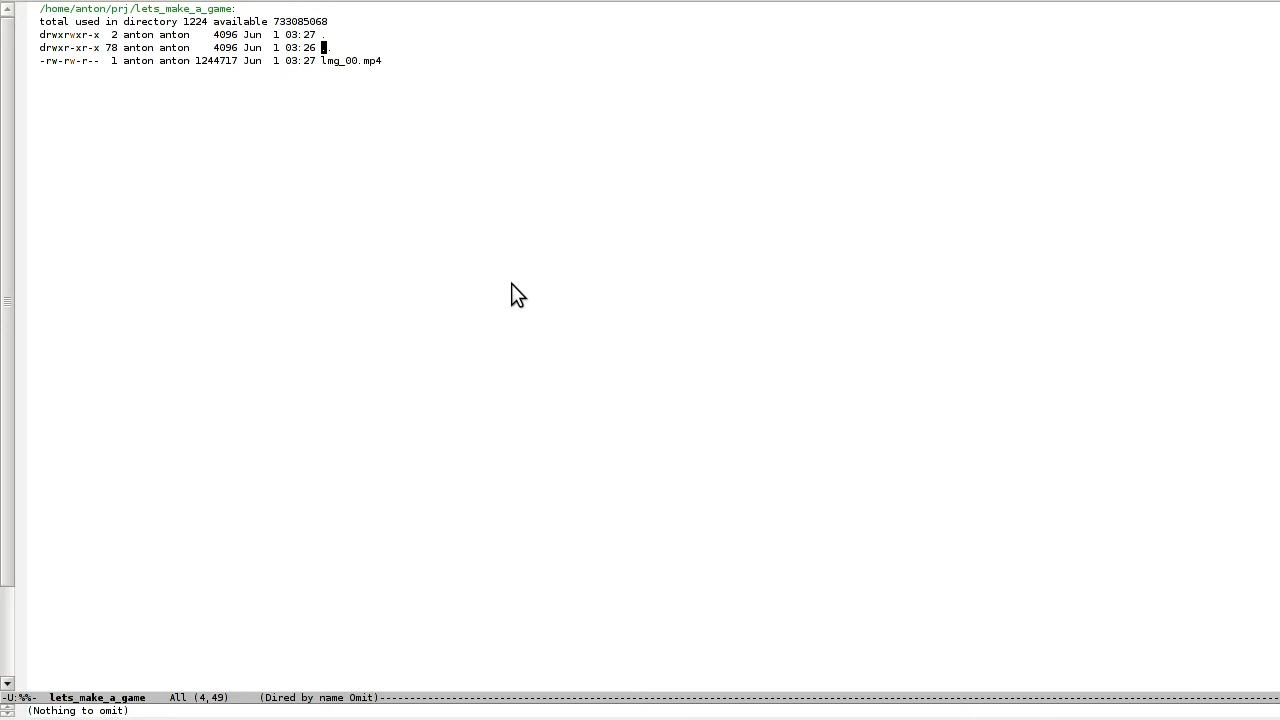 /home/anton/prj/lets_make_a_game:
total used in directory 1224 available 733085068
drwxrwxr-x  2 anton anton    4096 Jun  1 03:27 .
drwxr-xr-x 78 anton anton    4096 Jun  1 03:26 ..
-rw-rw-r--  1 anton anton 1244717 Jun  1 03:27 lmg_00.mp4
-U:%%-  lets_make_a_game    All (4,49)     (Dired by name Omit)------------------------------------------------------------------------------------------------------------------------------------------------------
(Nothing to omit)